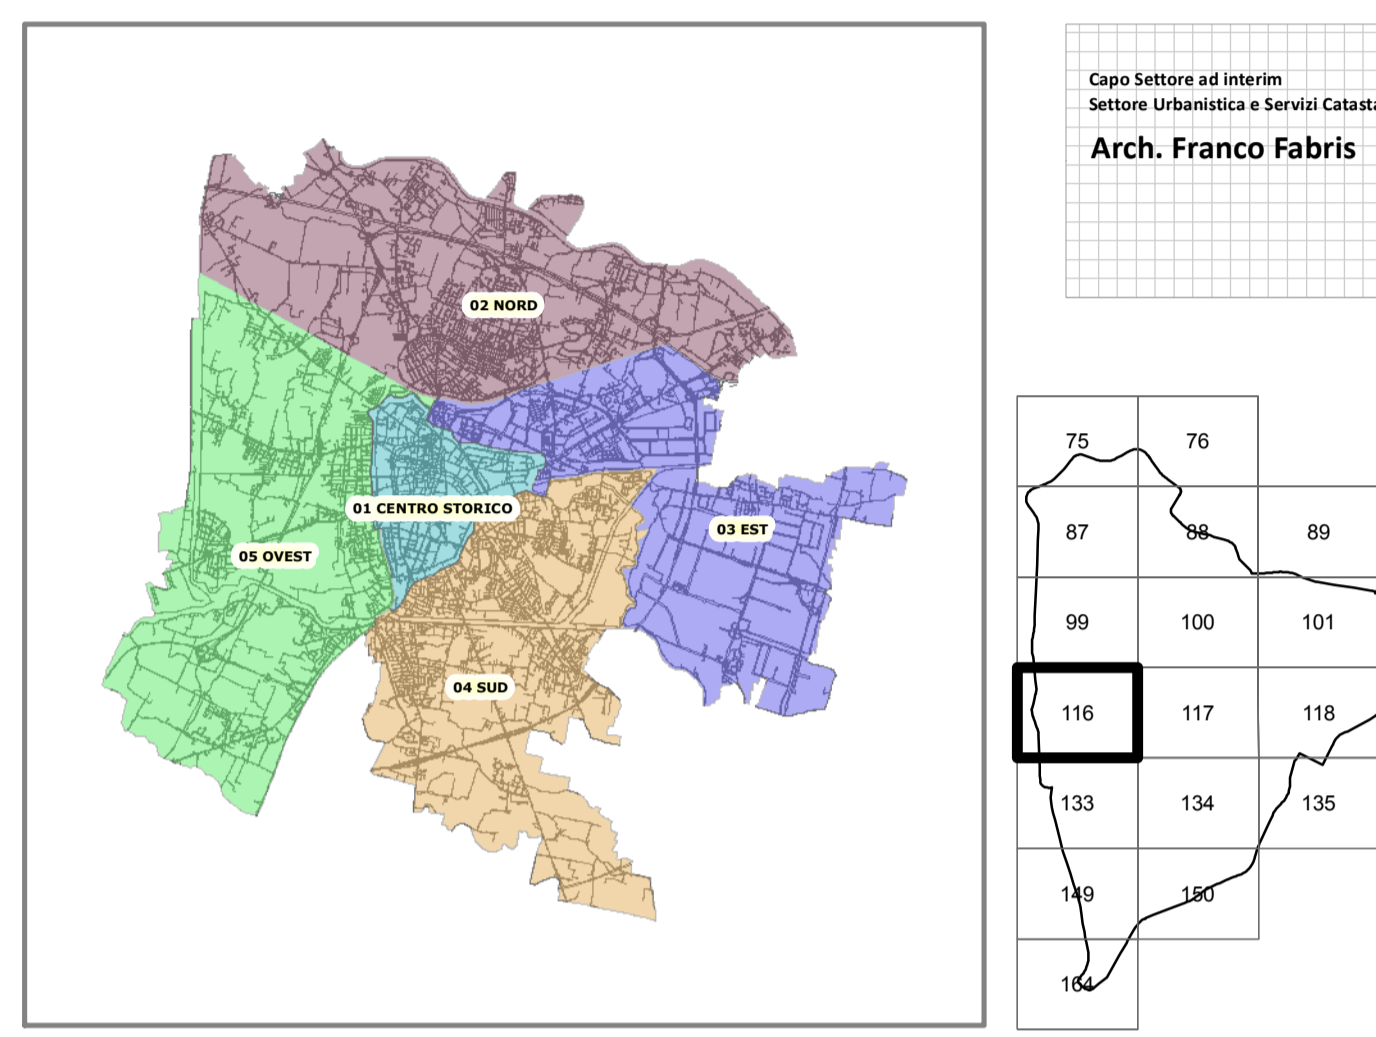 02 NORD
01 CENTRO STORICO
03 EST
05 OVEST
04 SUD
Capo Settore ad interim
Settore Urbanistica e Servizi Catasta
Arch. Franco Fabris
75 76
87 88 89
99 100 101
116 117 118
133 134 135
149 150
164